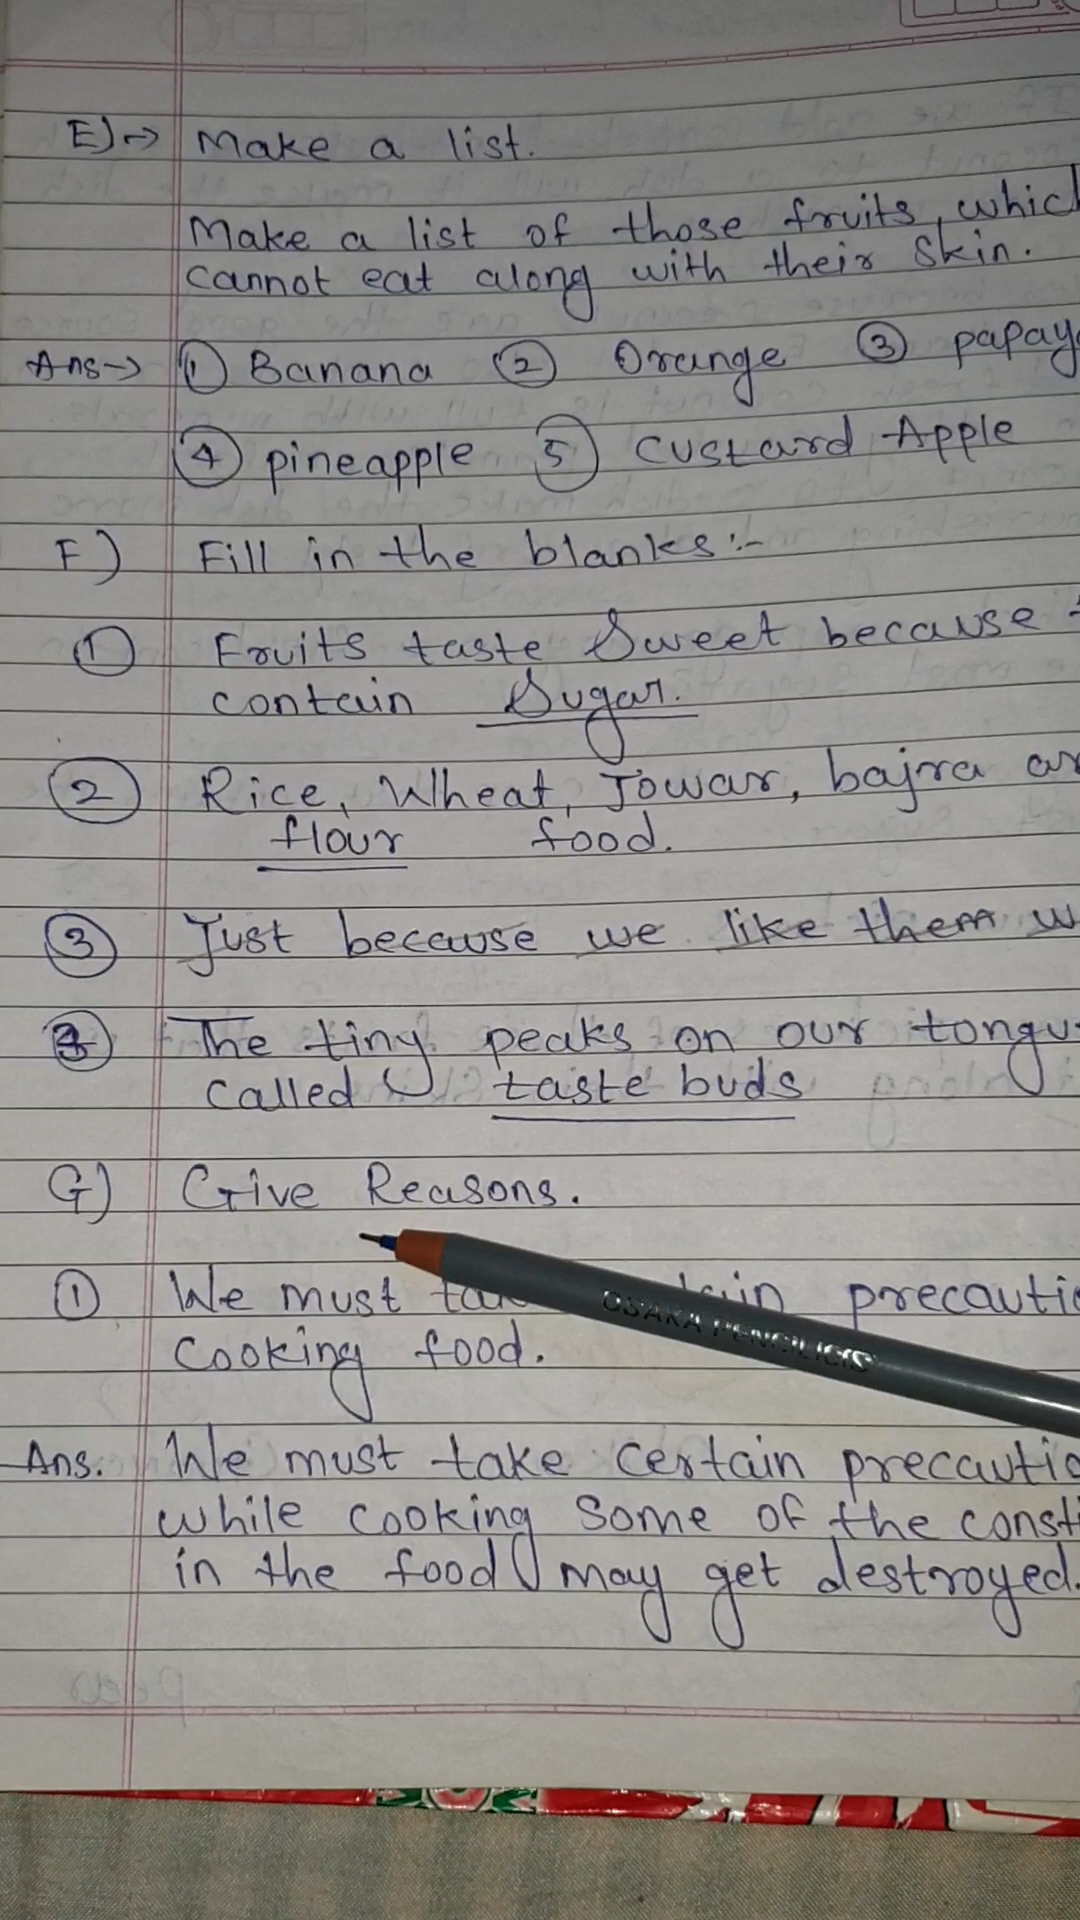 E)→ Make a list.
Make a list of those fruits, which
cannot eat along with their skin.
Ans→ ① Banana ② Orange ③ papaya
④ pineapple ⑤ Custard Apple
F) Fill in the blanks:-
① Fruits taste Sweet because
contain Sugar.
② Rice, Wheat, Jowar, bajra ar
flour food.
③ Just because we like them w
The tiny peaks on our tongu
called taste buds
G) Give Reasons.
① We must precautio
Cooking food.
OSAKA PENCILICIS
Ans. We must take certain precautio
while cooking some of the consti
in the food may get destroyed.